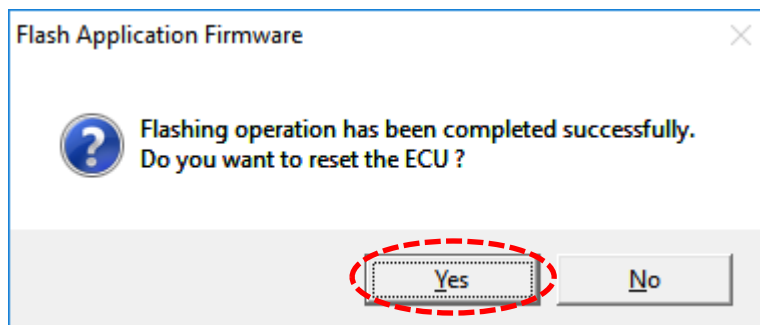 Flash Application Firmware
Flashing operation has been completed successfully.
Do you want to reset the ECU ?
Yes
No